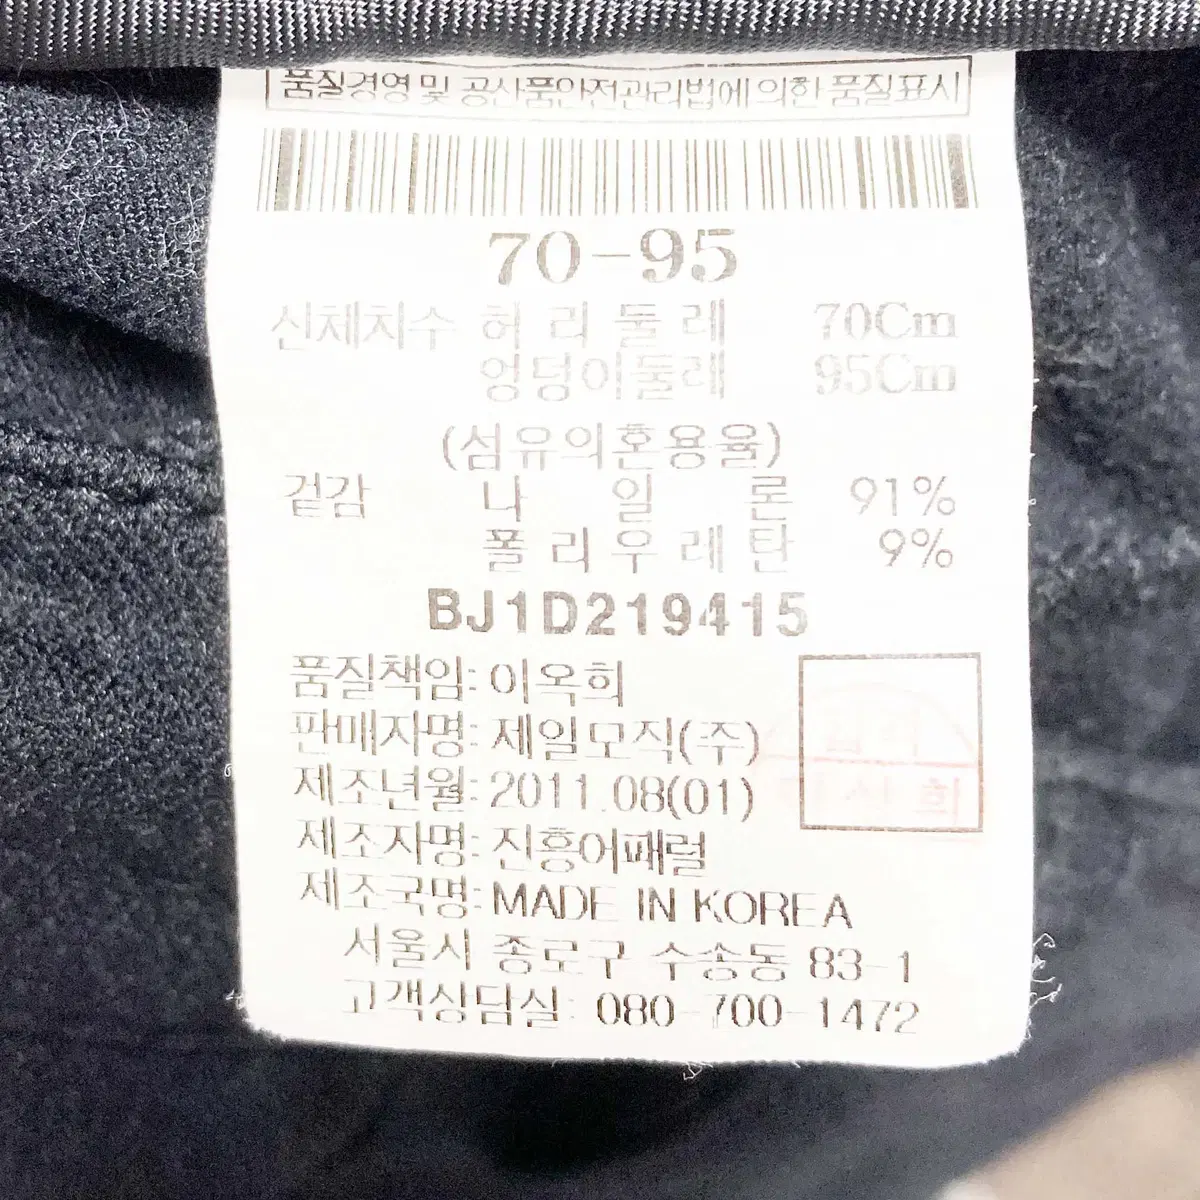 품질경영 및 공산품안전관리법에 의한 품질표시
70-95
신체치수 허리둘레 70Cm
엉덩이둘레 95Cm
(섬유의혼용율)
겉감 나일론 91%
폴리우레탄 9%
BJ1D219415
품질책임: 이옥희
판매자명: 제일모직(주)
제조년월: 2011.08(01)
제조자명: 진흥어패럴
제조국명: MADE IN KOREA
서울시 종로구 수송동 83-1
고객상담실: 080-700-1472